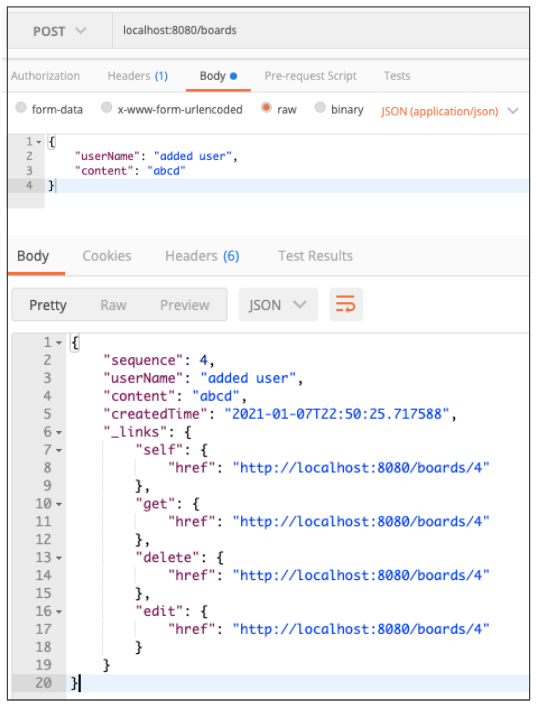 POST localhost:8080/boards
Authorization Headers (1) Body Pre-request Script Tests
form-data x-www-form-urlencoded raw binary JSON (application/json)
1 {
2 "userName": "added user",
3 "content": "abcd"
4 }
Body Cookies Headers (6) Test Results
Pretty Raw Preview JSON
1 {
2 "sequence": 4,
3 "userName": "added user",
4 "content": "abcd",
5 "createdTime": "2021-01-07T22:50:25.717588",
6 "_links": {
7 "self": {
8 "href": "http://localhost:8080/boards/4"
9 },
10 "get": {
11 "href": "http://localhost:8080/boards/4"
12 },
13 "delete": {
14 "href": "http://localhost:8080/boards/4"
15 },
16 "edit": {
17 "href": "http://localhost:8080/boards/4"
18 }
19 }
20 }